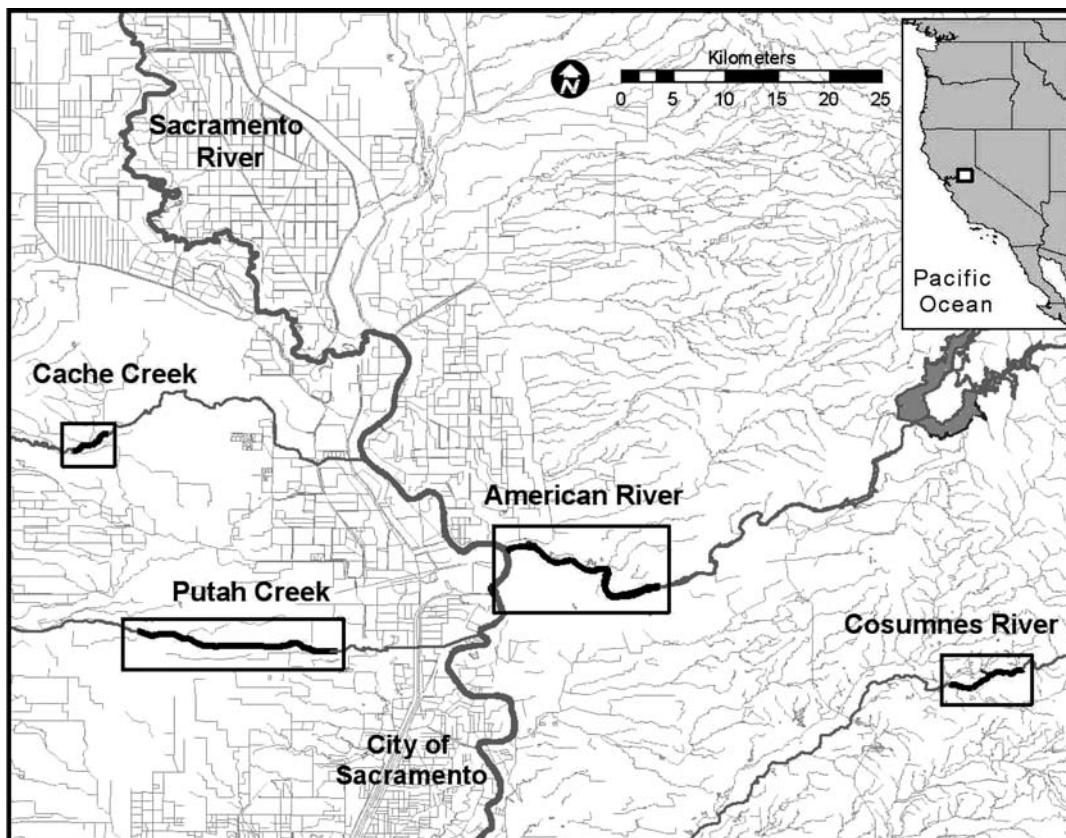 Kilometers
N
0 5 10 15 20 25
Sacramento
River
Pacific
Ocean
Cache Creek
American River
Putah Creek
Cosumnes River
City of
Sacramento